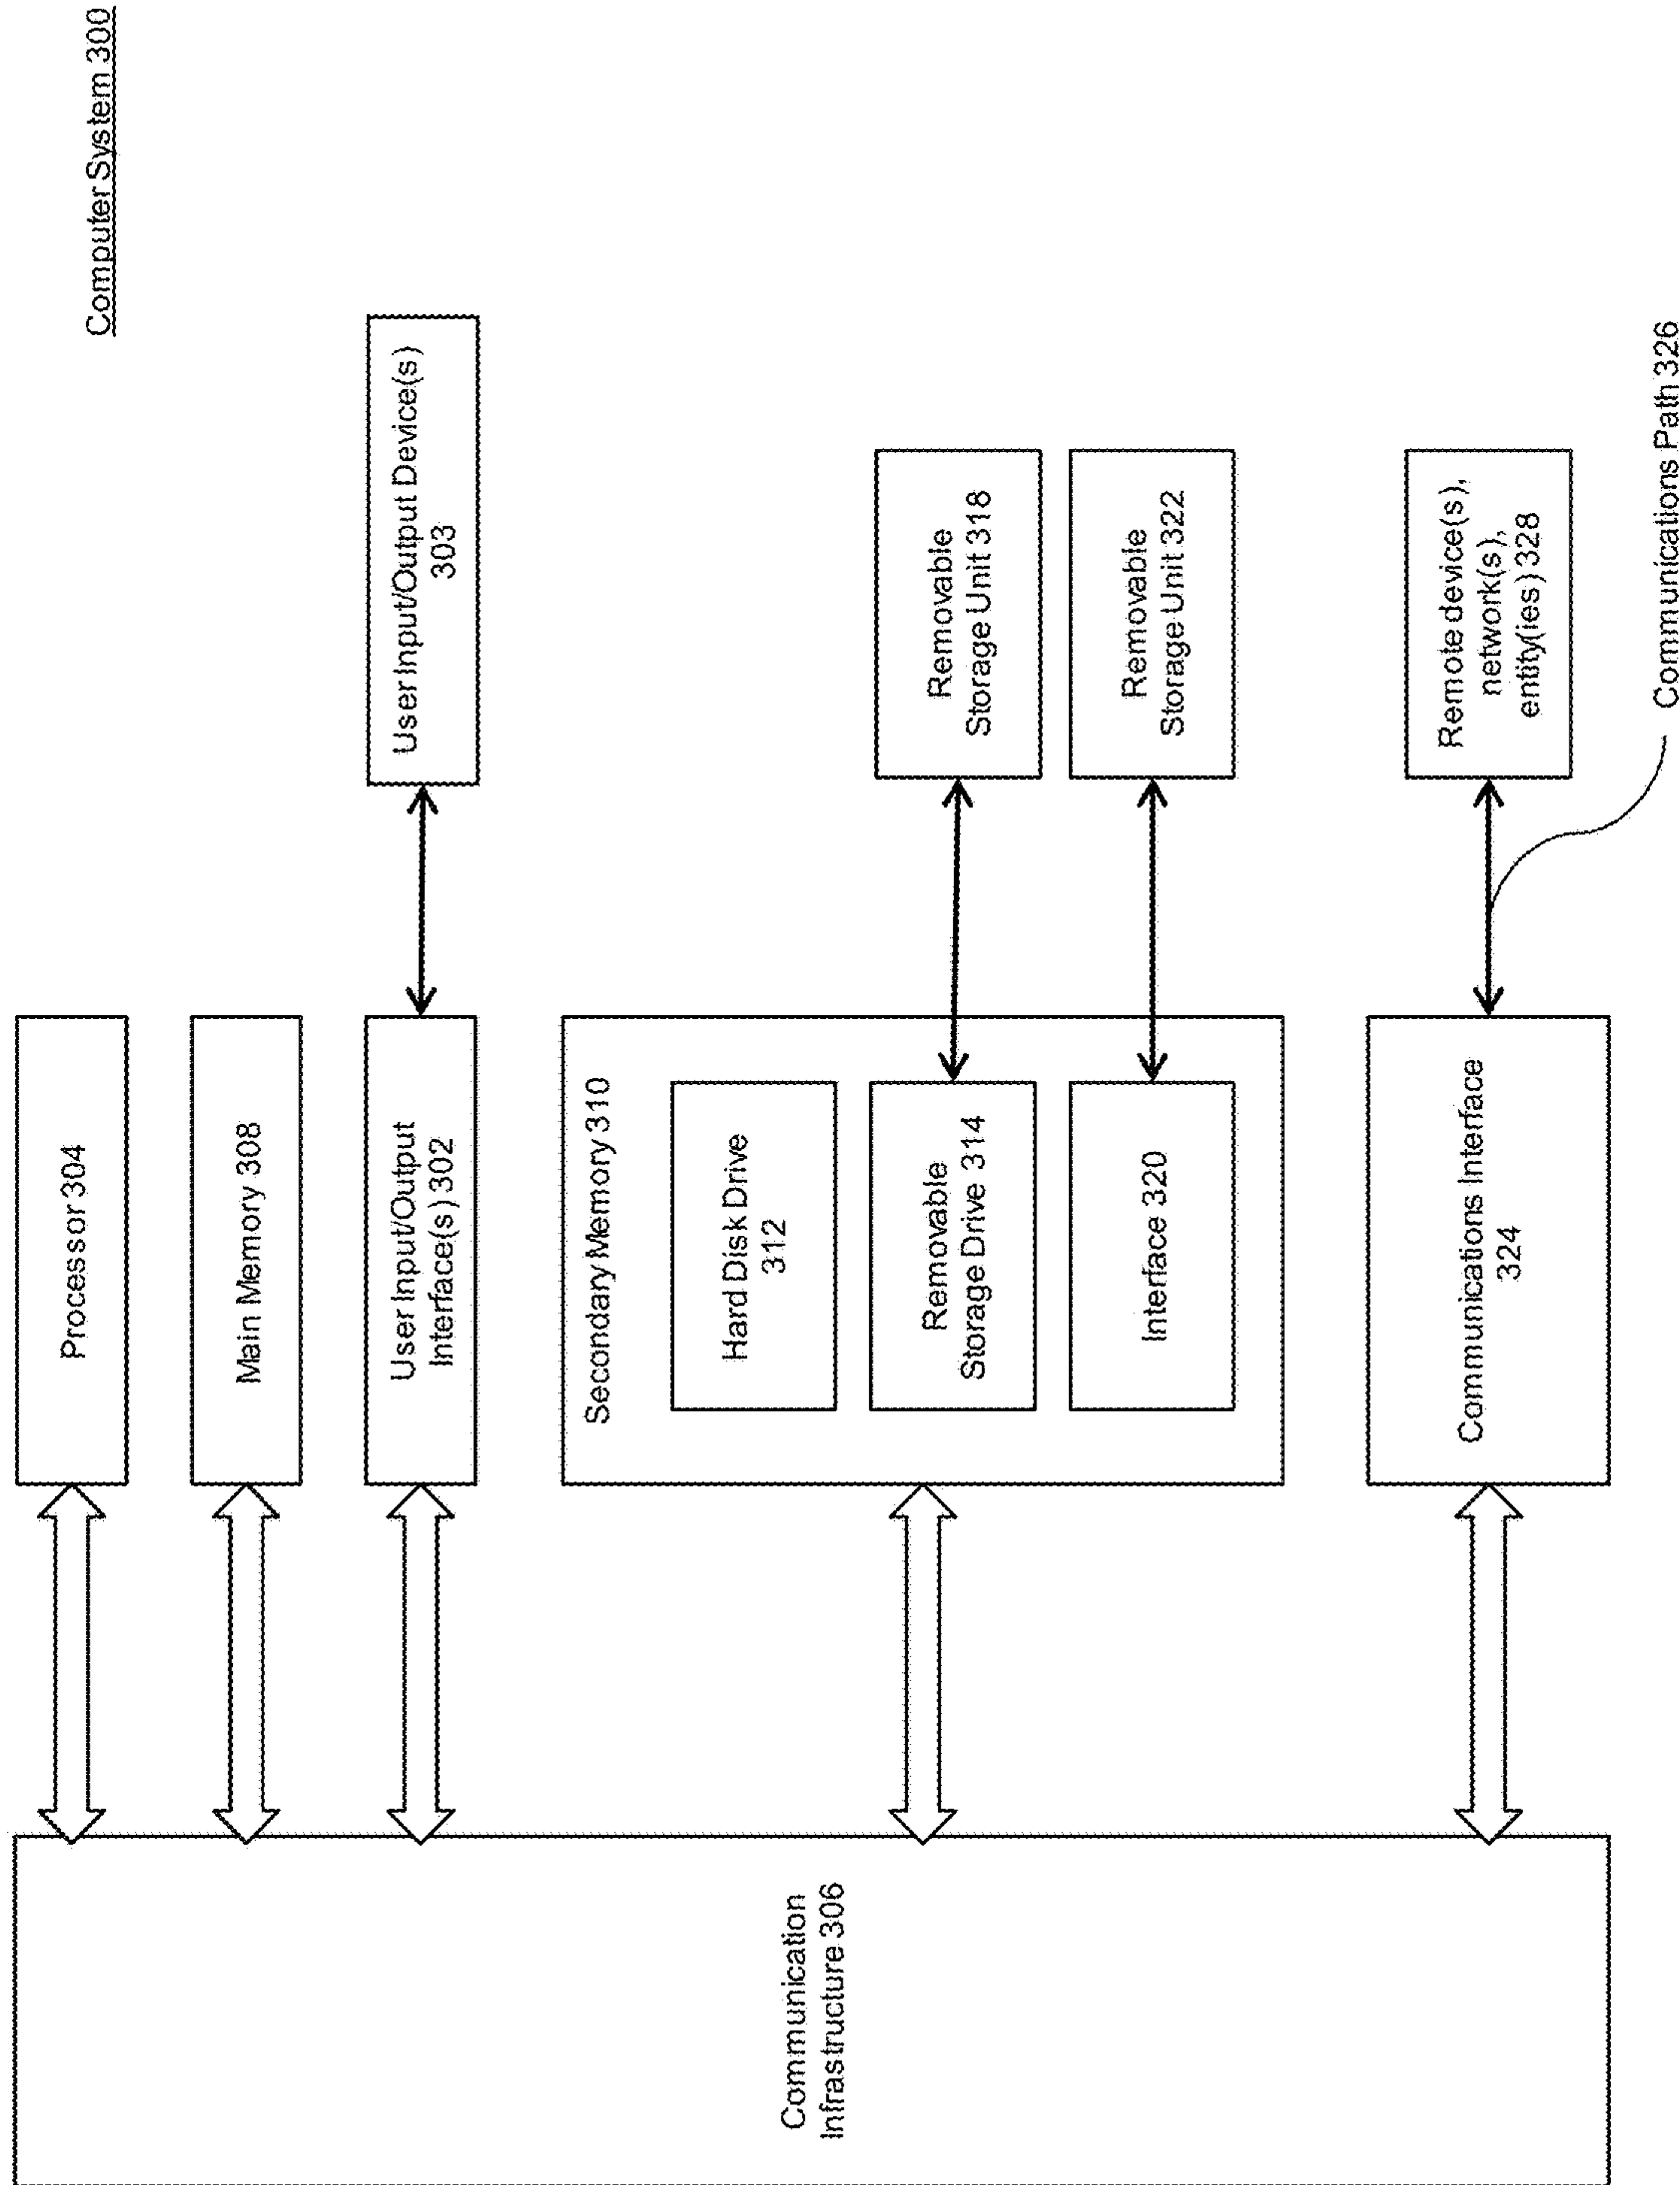 Computer System 300
Processor 304
Main Memory 308
User Input/Output
Interface(s) 302
User Input/Output Device(s)
303
Secondary Memory 310
Hard Disk Drive
312
Removable
Storage Drive 314
Removable
Storage Unit 318
Interface 320
Removable
Storage Unit 322
Communications Interface
324
Remote device(s),
network(s),
entity(ies) 328
Communications Path 326
Communication
Infrastructure 306